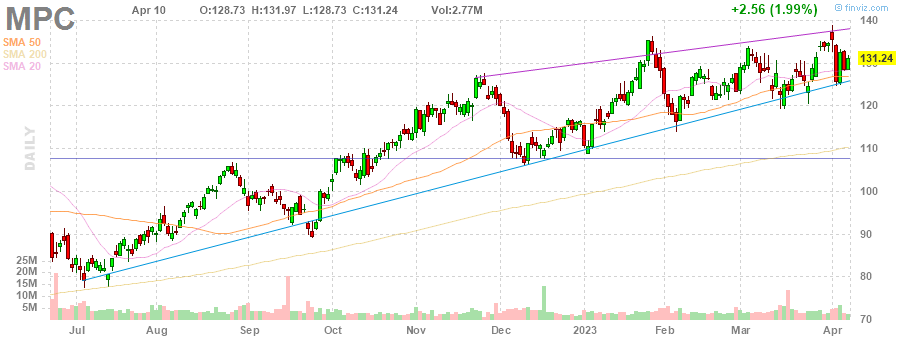 MPC
Apr 10 O:128.73 H:131.97 L:128.73 C:131.24 Vol:2.77M +2.56 (1.99%)
© finviz.com
SMA 50
SMA 200
SMA 20
DAILY
140
130
131.24
120
110
100
90
80
70
25M
20M
15M
10M
5M
Jul Aug Sep Oct Nov Dec 2023 Feb Mar Apr